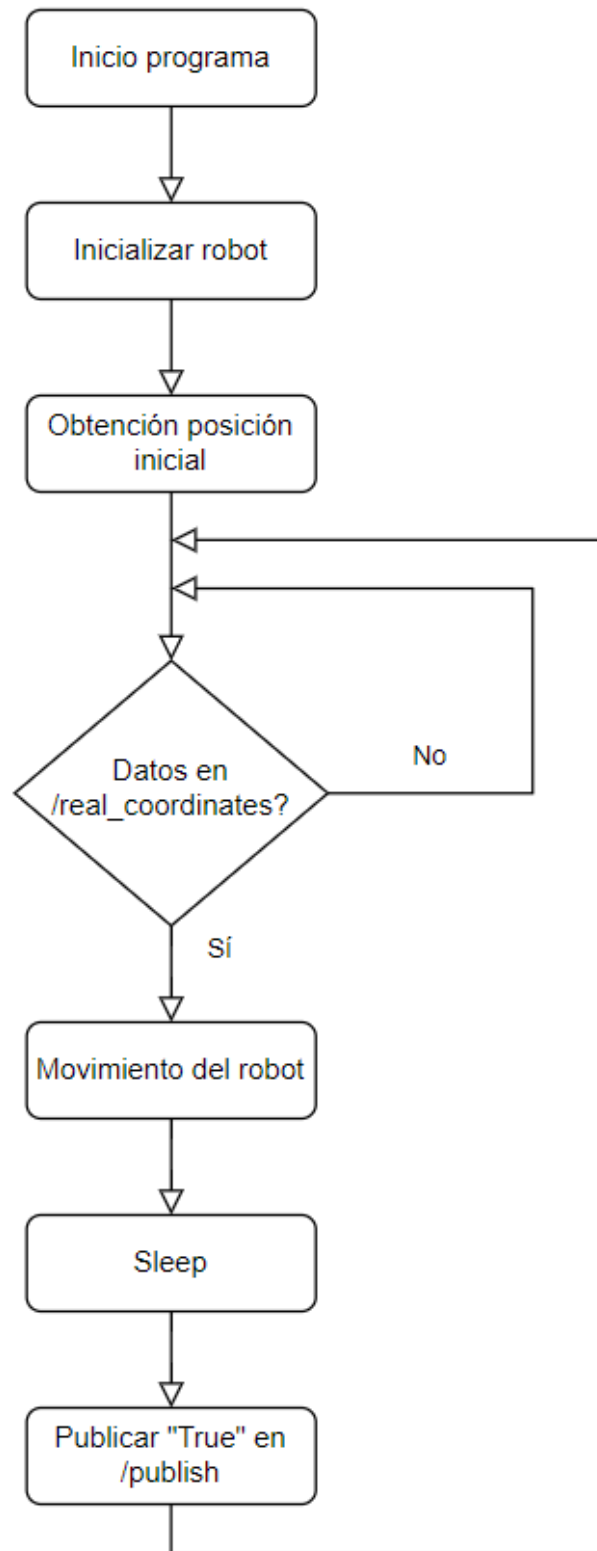 Inicio programa
Inicializar robot
Obtención posición
inicial
Datos en
/real_coordinates?
No
Sí
Movimiento del robot
Sleep
Publicar "True" en
/publish